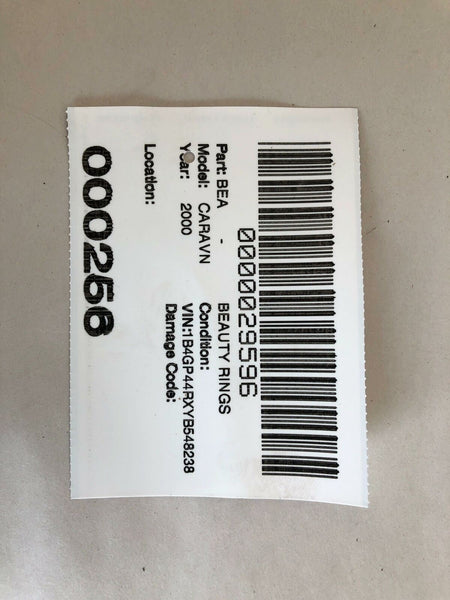 0000029596
Part: BEA - BEAUTY RINGS
Model: CARAVN Condition:
Year: 2000 VIN:1B4GP44RXYB548238
Damage Code:
Location:
000256